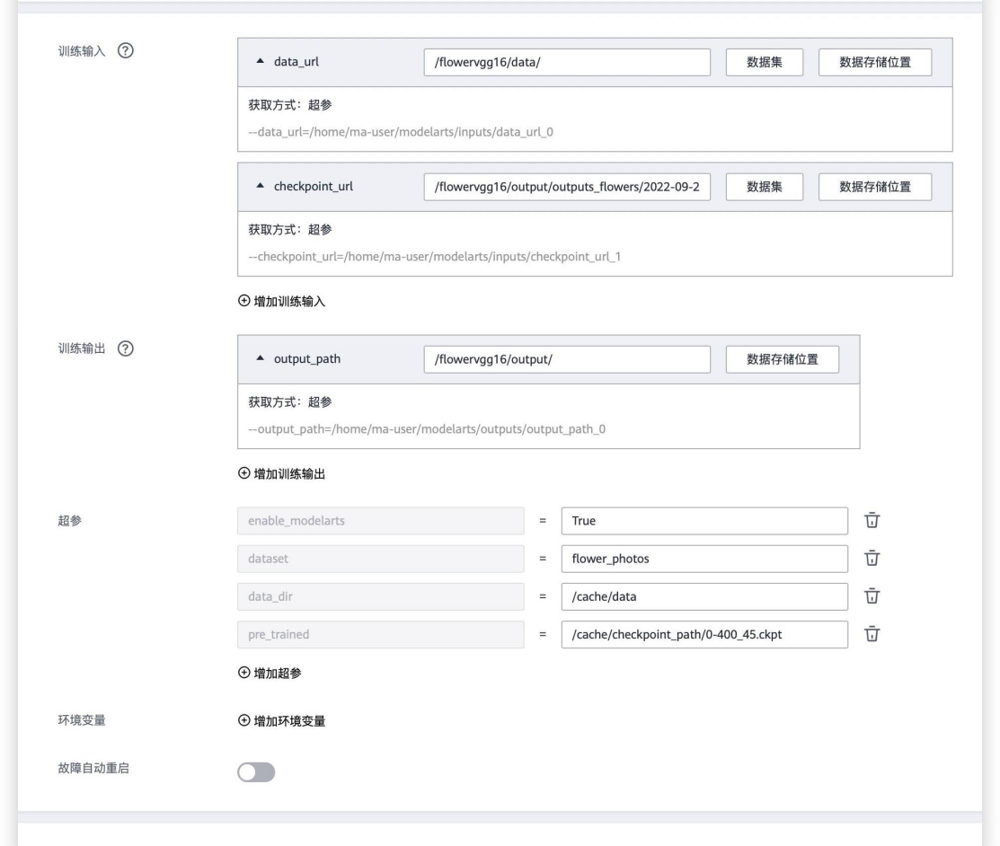 训练输入 ?
data_url /flowervgg16/data/ 数据集 数据存储位置
获取方式：超参
--data_url=/home/ma-user/modelarts/inputs/data_url_0
checkpoint_url /flowervgg16/output/outputs_flowers/2022-09-2 数据集 数据存储位置
获取方式：超参
--checkpoint_url=/home/ma-user/modelarts/inputs/checkpoint_url_1
增加训练输入
训练输出 ?
output_path /flowervgg16/output/ 数据存储位置
获取方式：超参
--output_path=/home/ma-user/modelarts/outputs/output_path_0
增加训练输出
超参 enable_modelarts = True
dataset = flower_photos
data_dir = /cache/data
pre_trained = /cache/checkpoint_path/0-400_45.ckpt
增加超参
环境变量 增加环境变量
故障自动重启